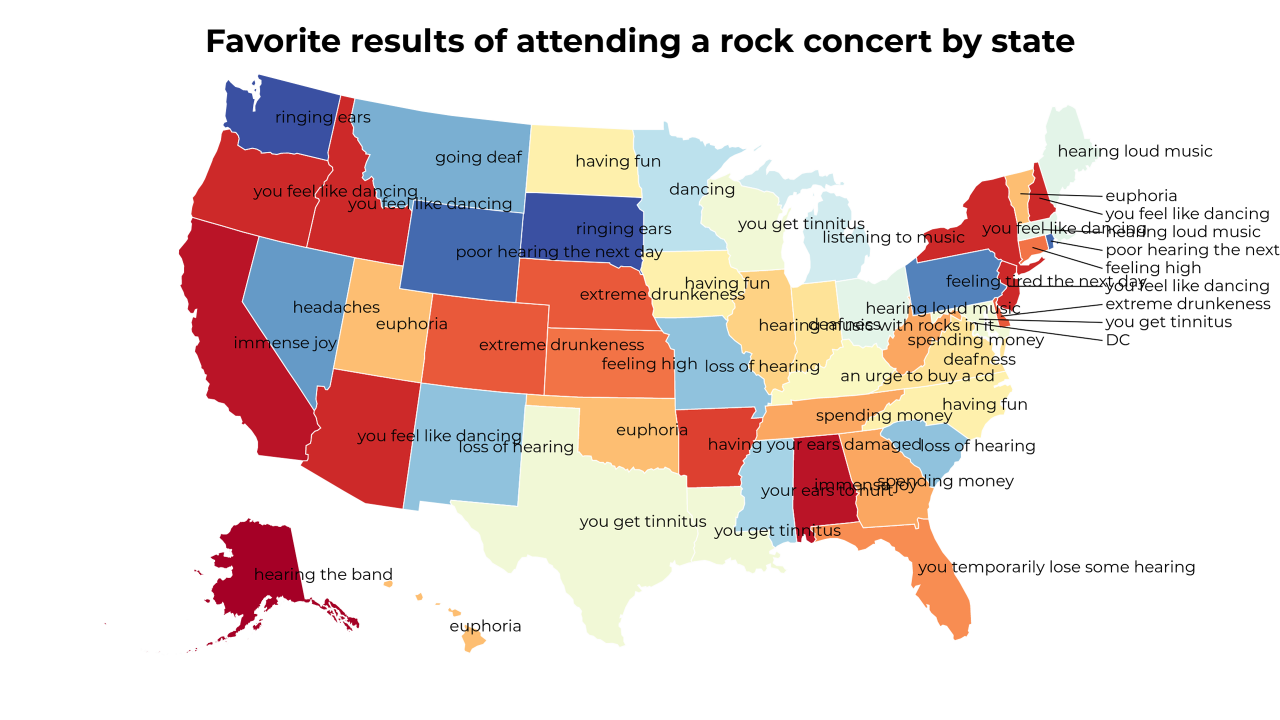 Favorite results of attending a rock concert by state
ringing ears
going deaf
having fun
hearing loud music
dancing
you feel like dancing
you feel like dancing
euphoria
you feel like dancing
you get tinnitus
ringing ears
you feel like dancing
hearing loud music
listening to music
poor hearing the next day
poor hearing the next
feeling high
feeling tired the next day
you feel like dancing
having fun
extreme drunkeness
extreme drunkeness
headaches
hearing loud music
euphoria
hearing music with rocks in it
deafness
you get tinnitus
spending money
DC
immense joy
extreme drunkeness
feeling high
loss of hearing
deafness
an urge to buy a cd
having fun
spending money
euphoria
you feel like dancing
loss of hearing
having your ears damaged
loss of hearing
immense joy
spending money
your ears to hurt
you get tinnitus
you get tinnitus
hearing the band
you temporarily lose some hearing
euphoria